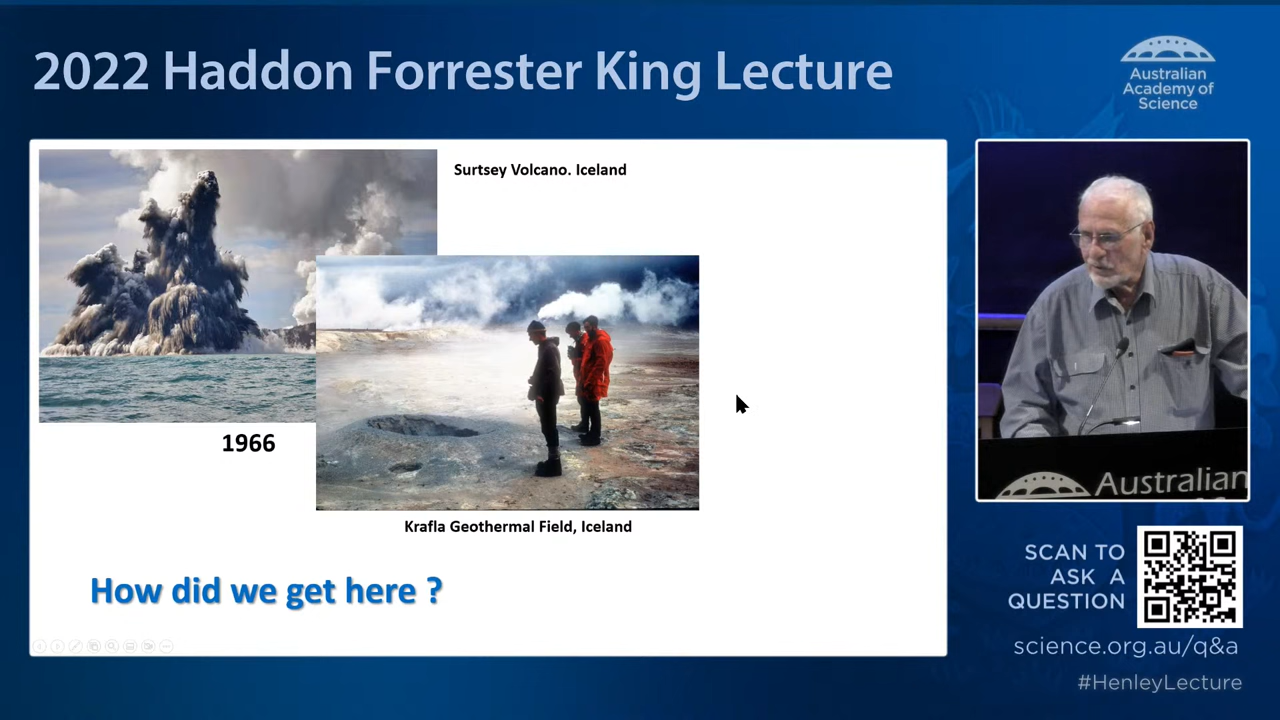 2022 Haddon Forrester King Lecture
Australian
Academy of
Science
Surtsey Volcano. Iceland
1966
Krafla Geothermal Field, Iceland
How did we get here ?
Australian
SCAN TO
ASK A
QUESTION
science.org.au/q&a
#HenleyLecture